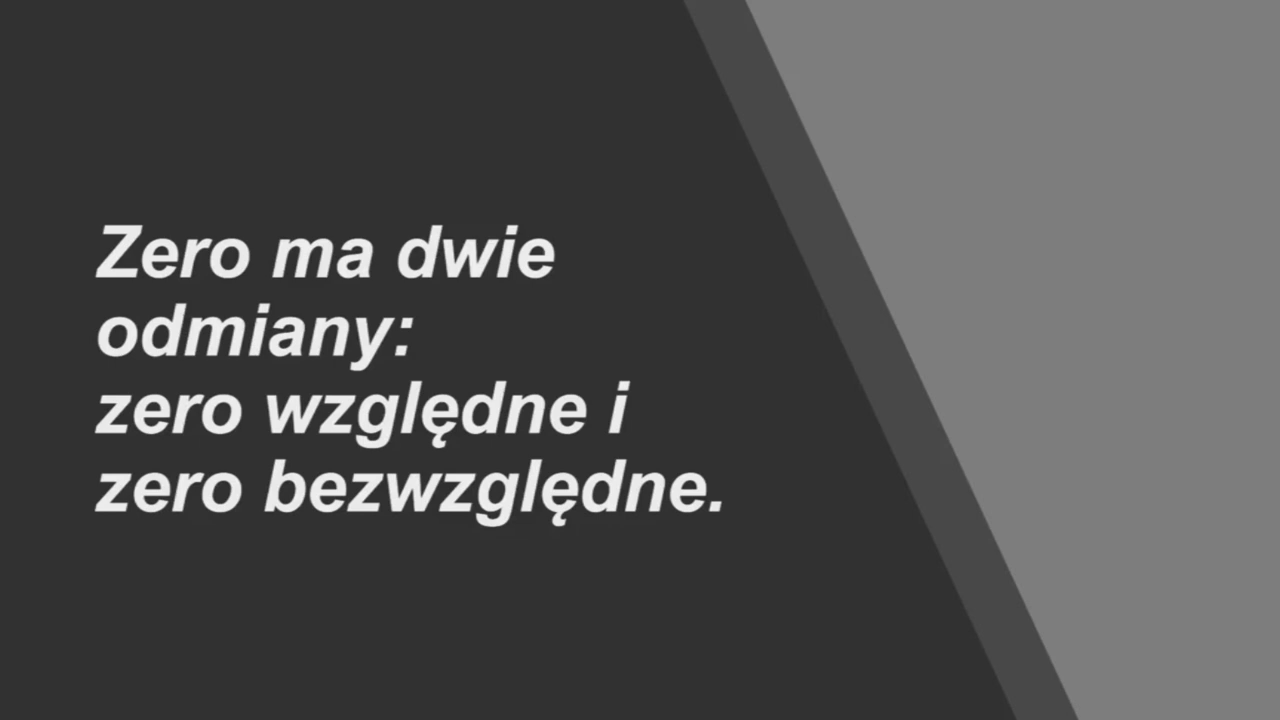 Zero ma dwie
odmiany:
zero względne i
zero bezwzględne.